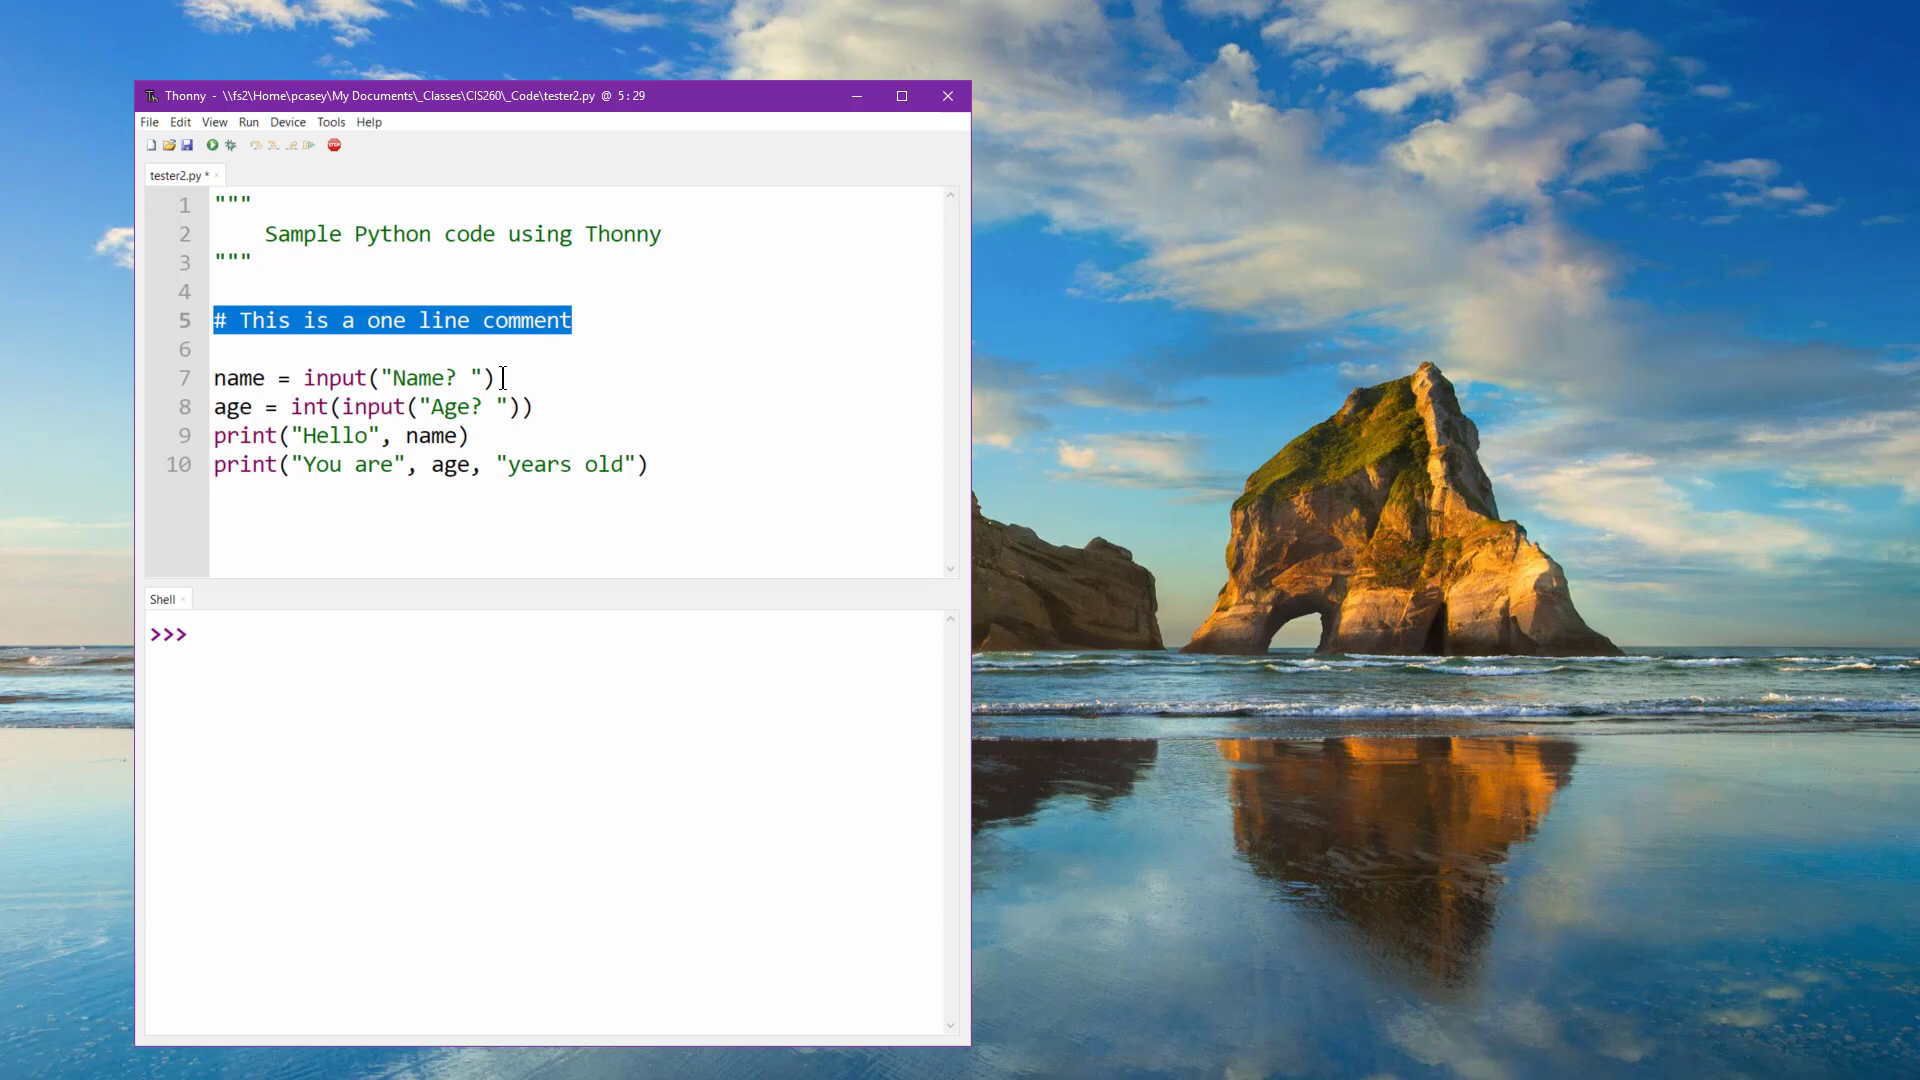 Thonny - \\fs2\Home\pcasey\My Documents\_Classes\CIS260\_Code\tester2.py @ 5:29
File Edit View Run Device Tools Help
STOP
tester2.py *
1 """
2 Sample Python code using Thonny
3 """
4
5 # This is a one line comment
6
7 name = input("Name? ")
8 age = int(input("Age? "))
9 print("Hello", name)
10 print("You are", age, "years old")
Shell
>>>